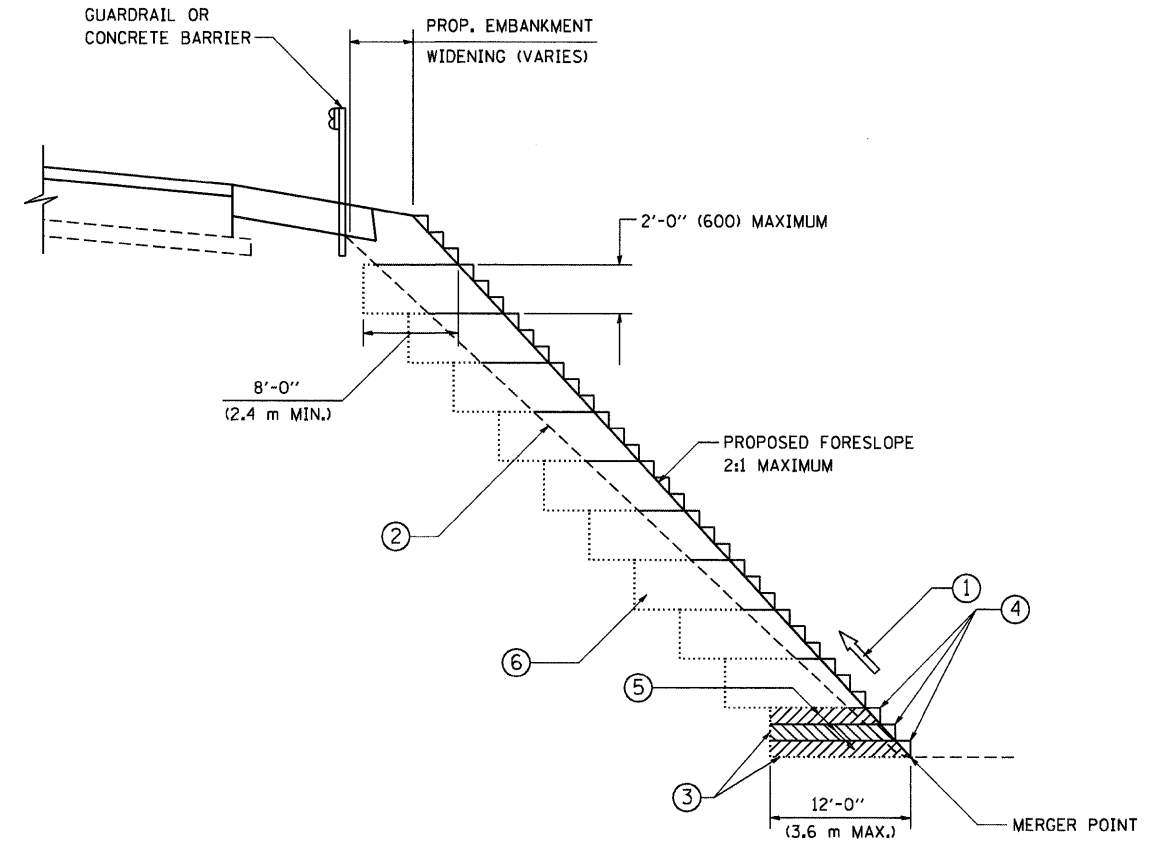 GUARDRAIL OR
CONCRETE BARRIER
PROP. EMBANKMENT
WIDENING (VARIES)
2'-0" (600) MAXIMUM
8'-0"
(2.4 m MIN.)
PROPOSED FORESLOPE
2:1 MAXIMUM
2
1
4
6
5
3
12'-0"
(3.6 m MAX.)
MERGER POINT